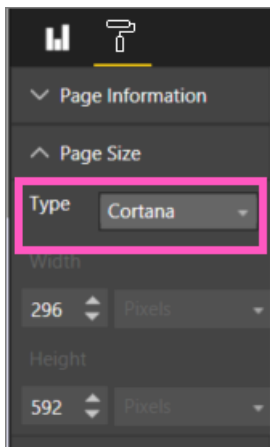 Page Information
Page Size
Type Cortana
Width
296 Pixels
Height
592 Pixels